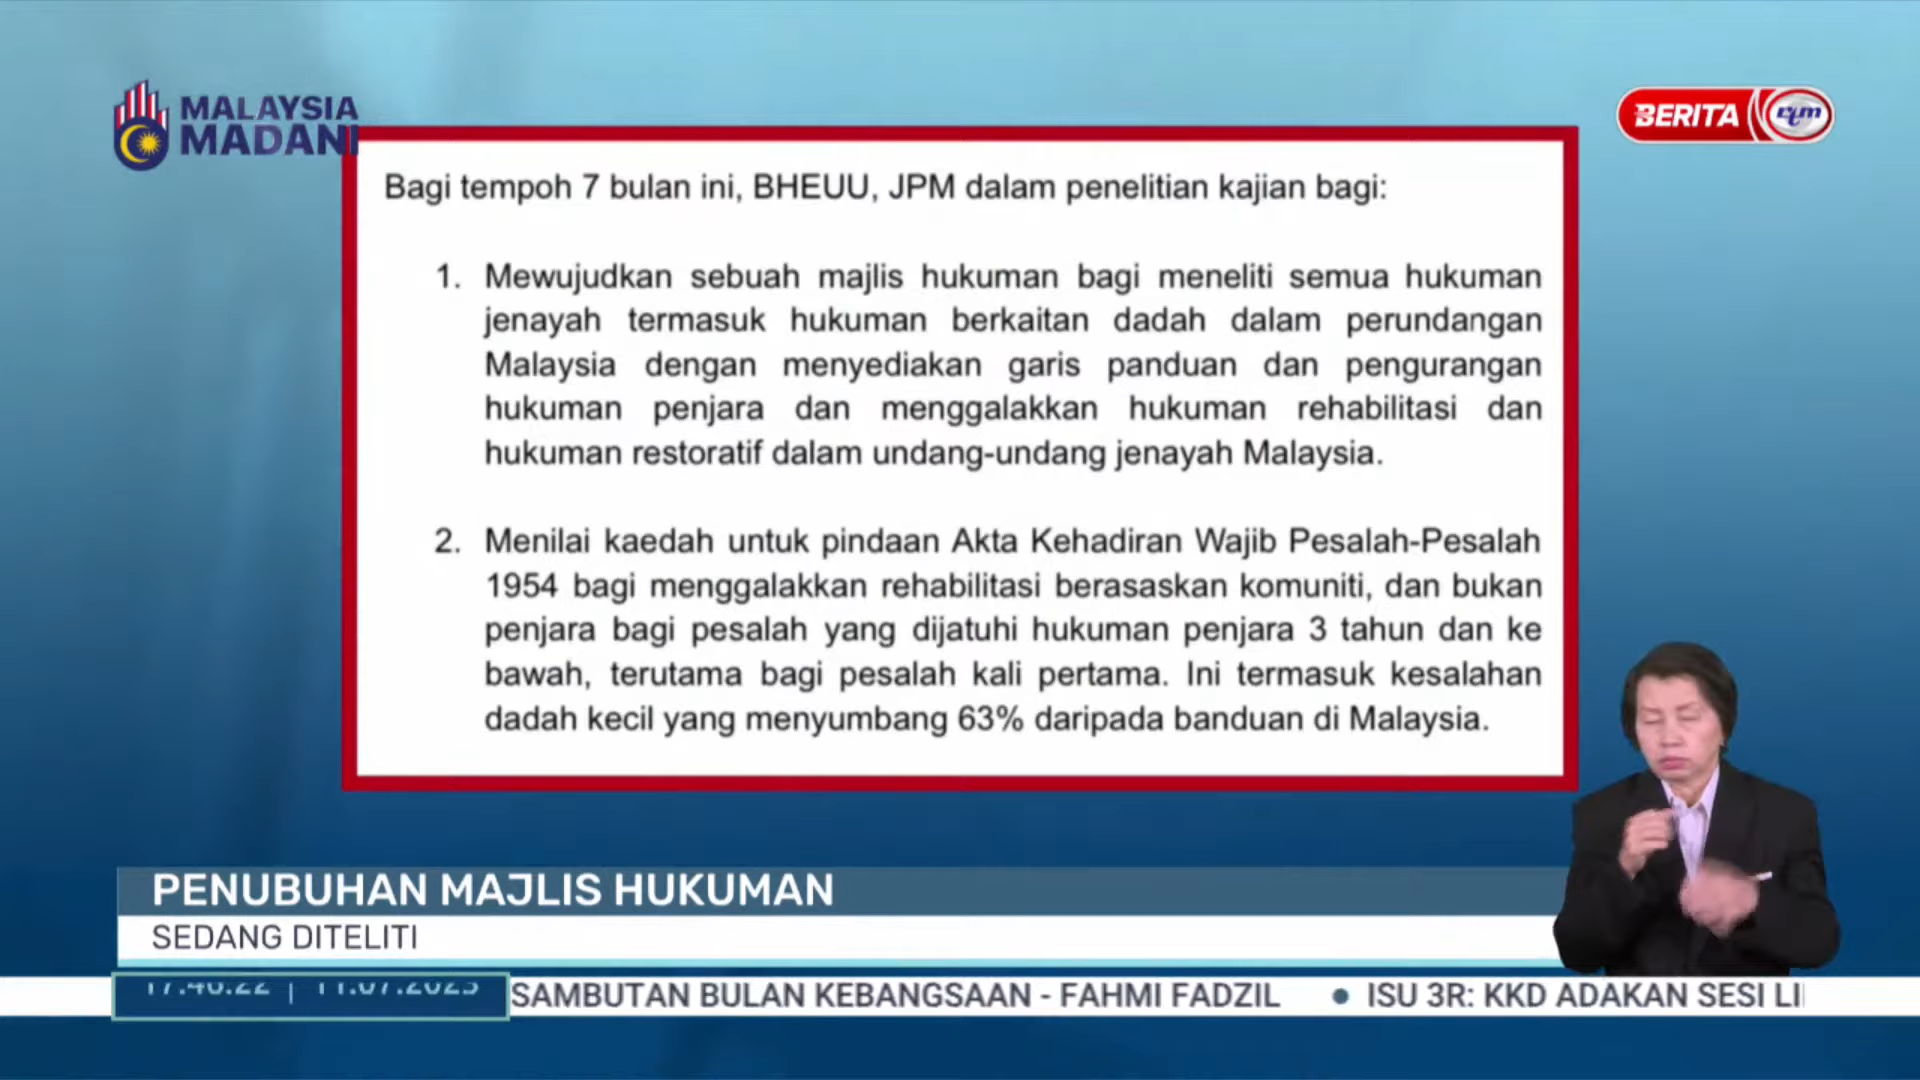 MALAYSIA
MADANI
BERITA rtm
Bagi tempoh 7 bulan ini, BHEUU, JPM dalam penelitian kajian bagi:
1. Mewujudkan sebuah majlis hukuman bagi meneliti semua hukuman
jenayah termasuk hukuman berkaitan dadah dalam perundangan
Malaysia dengan menyediakan garis panduan dan pengurangan
hukuman penjara dan menggalakkan hukuman rehabilitasi dan
hukuman restoratif dalam undang-undang jenayah Malaysia.
2. Menilai kaedah untuk pindaan Akta Kehadiran Wajib Pesalah-Pesalah
1954 bagi menggalakkan rehabilitasi berasaskan komuniti, dan bukan
penjara bagi pesalah yang dijatuhi hukuman penjara 3 tahun dan ke
bawah, terutama bagi pesalah kali pertama. Ini termasuk kesalahan
dadah kecil yang menyumbang 63% daripada banduan di Malaysia.
PENUBUHAN MAJLIS HUKUMAN
SEDANG DITELITI
SAMBUTAN BULAN KEBANGSAAN - FAHMI FADZIL • ISU 3R: KKD ADAKAN SESI